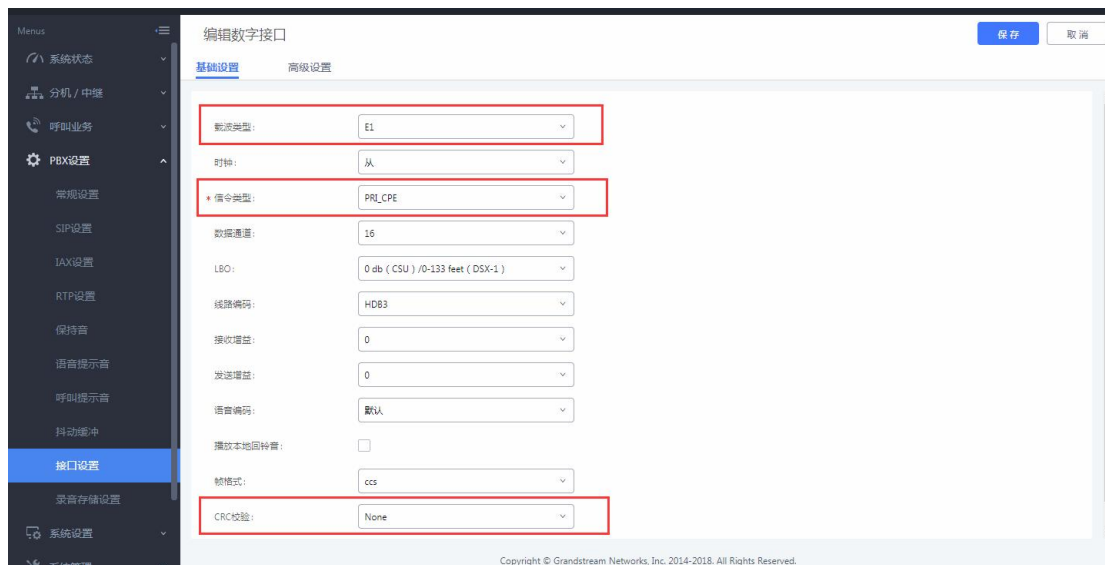 Menus
系统状态
分机 / 中继
呼叫业务
PBX设置
常规设置
SIP设置
IAX设置
RTP设置
保持音
语音提示音
呼叫提示音
抖动缓冲
接口设置
录音存储设置
系统设置
编辑数字接口
保存 取消
基础设置 高级设置
载波类型: E1
时钟: 从
* 信令类型: PRI_CPE
数据通道: 16
LBO: 0 db ( CSU ) /0-133 feet ( DSX-1 )
线路编码: HDB3
接收增益: 0
发送增益: 0
语音编码: 默认
播放本地回铃音:
帧格式: ccs
CRC校验: None
Copyright © Grandstream Networks, Inc. 2014-2018. All Rights Reserved.